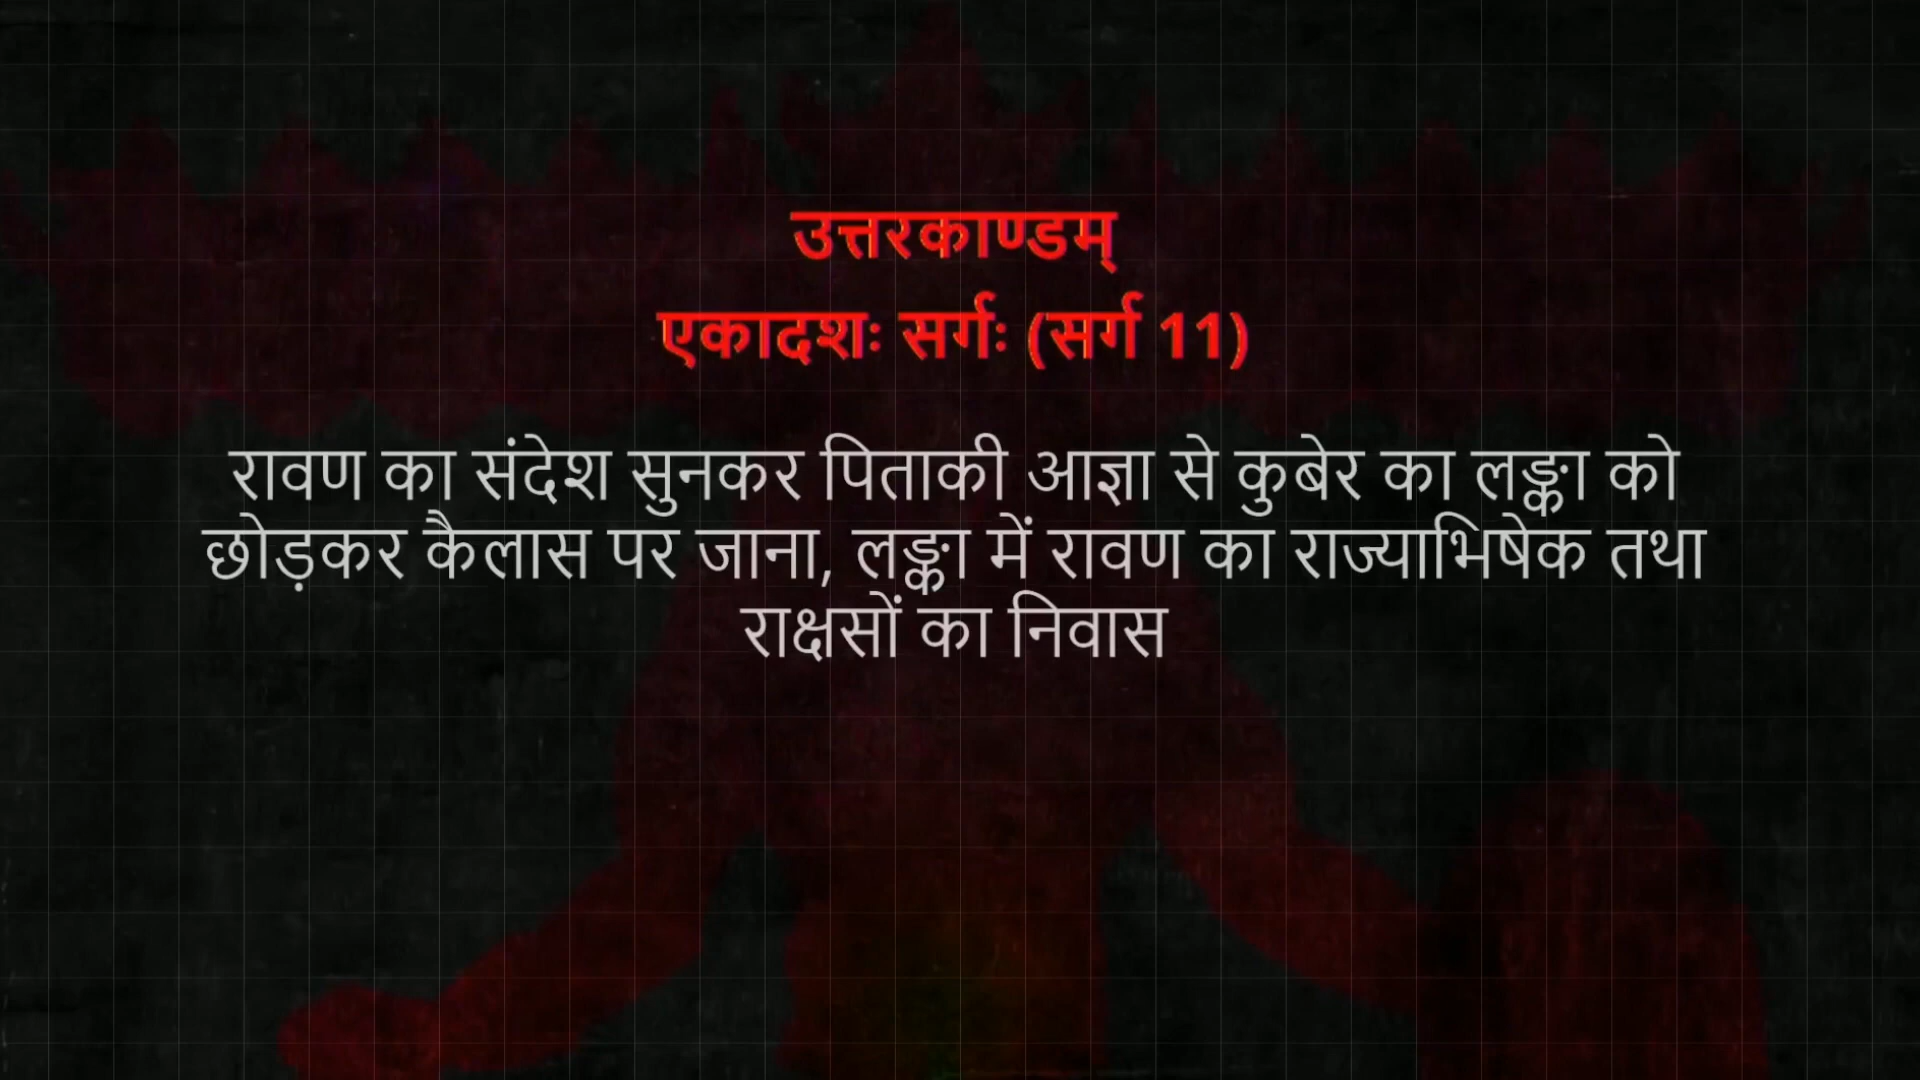 उत्तरकाण्डम्
एकादशः सर्गः (सर्ग 11)
रावण का संदेश सुनकर पिताकी आज्ञा से कुबेर का लङ्का को
छोड़कर कैलास पर जाना, लङ्का में रावण का राज्याभिषेक तथा
राक्षसों का निवास